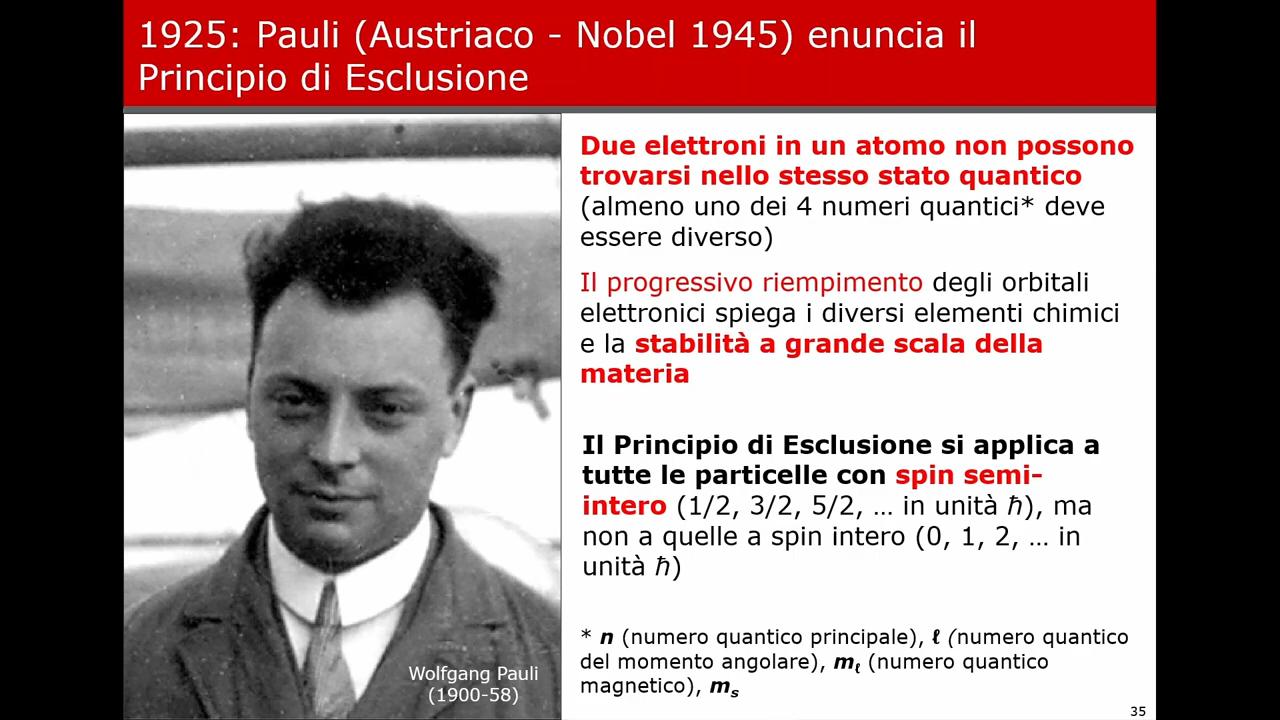 1925: Pauli (Austriaco - Nobel 1945) enuncia il
Principio di Esclusione
Due elettroni in un atomo non possono
trovarsi nello stesso stato quantico
(almeno uno dei 4 numeri quantici* deve
essere diverso)
Il progressivo riempimento degli orbitali
elettronici spiega i diversi elementi chimici
e la stabilità a grande scala della
materia
Il Principio di Esclusione si applica a
tutte le particelle con spin semi-
intero (1/2, 3/2, 5/2, … in unità ℏ), ma
non a quelle a spin intero (0, 1, 2, … in
unità ℏ)
* n (numero quantico principale), ℓ (numero quantico
del momento angolare), mℓ (numero quantico
magnetico), ms
Wolfgang Pauli
(1900-58)
35